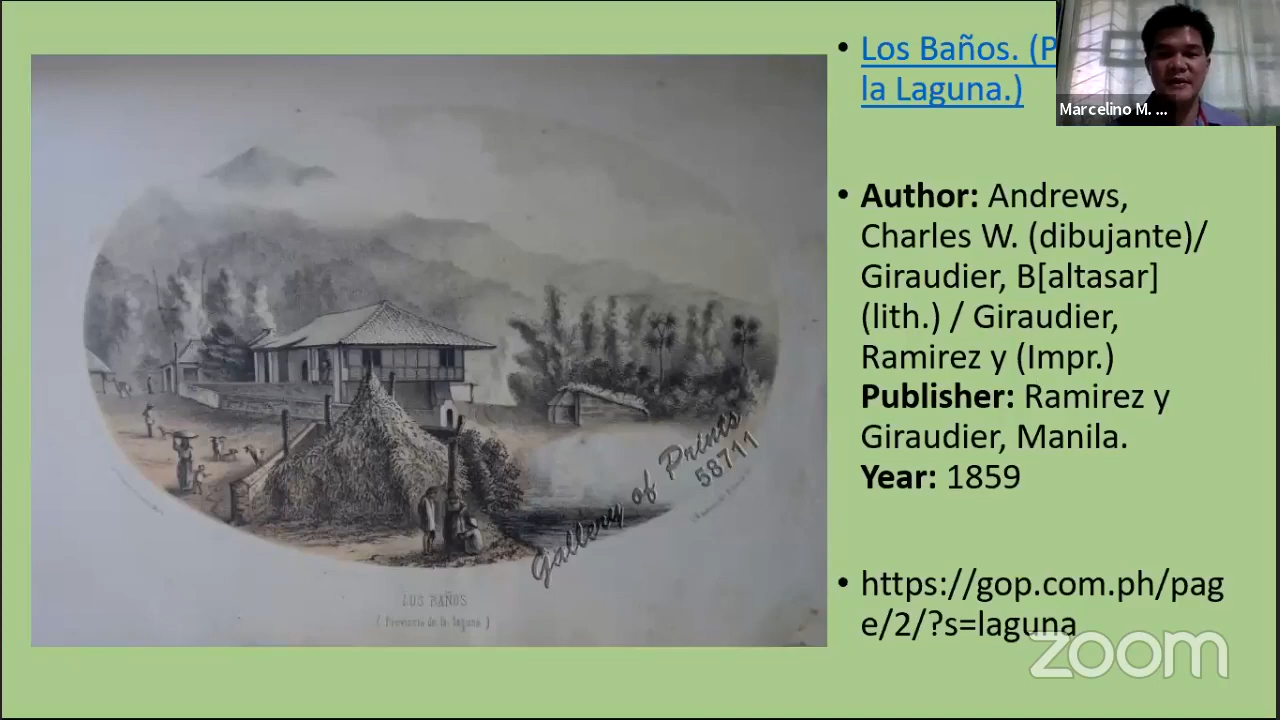 Los Baños. (P
la Laguna.)
Marcelino M. ...
Author: Andrews,
Charles W. (dibujante)/
Giraudier, B[altasar]
(lith.) / Giraudier,
Ramirez y (Impr.)
Publisher: Ramirez y
Giraudier, Manila.
Year: 1859
https://gop.com.ph/pag
e/2/?s=laguna
zoom
Gallery of Prints
58711
LOS BAÑOS
( Provincia de la Laguna )